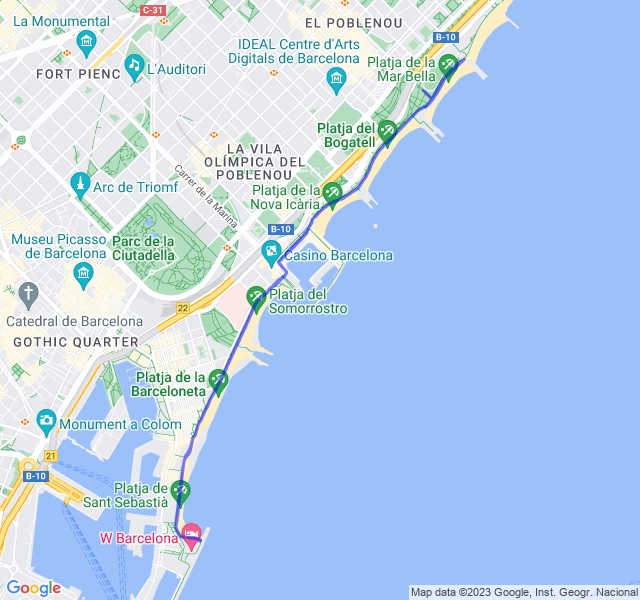 C-31
La Monumental
EL POBLENOU
B-10
IDEAL Centre d'Arts
Digitals de Barcelona
Platja de la
Mar Bella
L'Auditori
FORT PIENC
Platja del
Bogatell
LA VILA
OLÍMPICA DEL
POBLENOU
Carrer de la Marina
Arc de Triomf
Platja de la
Nova Icària
B-10
Museu Picasso
de Barcelona
Parc de la
Ciutadella
Casino Barcelona
Platja del
Somorrostro
22
Catedral de Barcelona
GOTHIC QUARTER
Platja de la
Barceloneta
Monument a Colom
21
B-10
Platja de
Sant Sebastià
W Barcelona
Google
Map data ©2023 Google, Inst. Geogr. Nacional